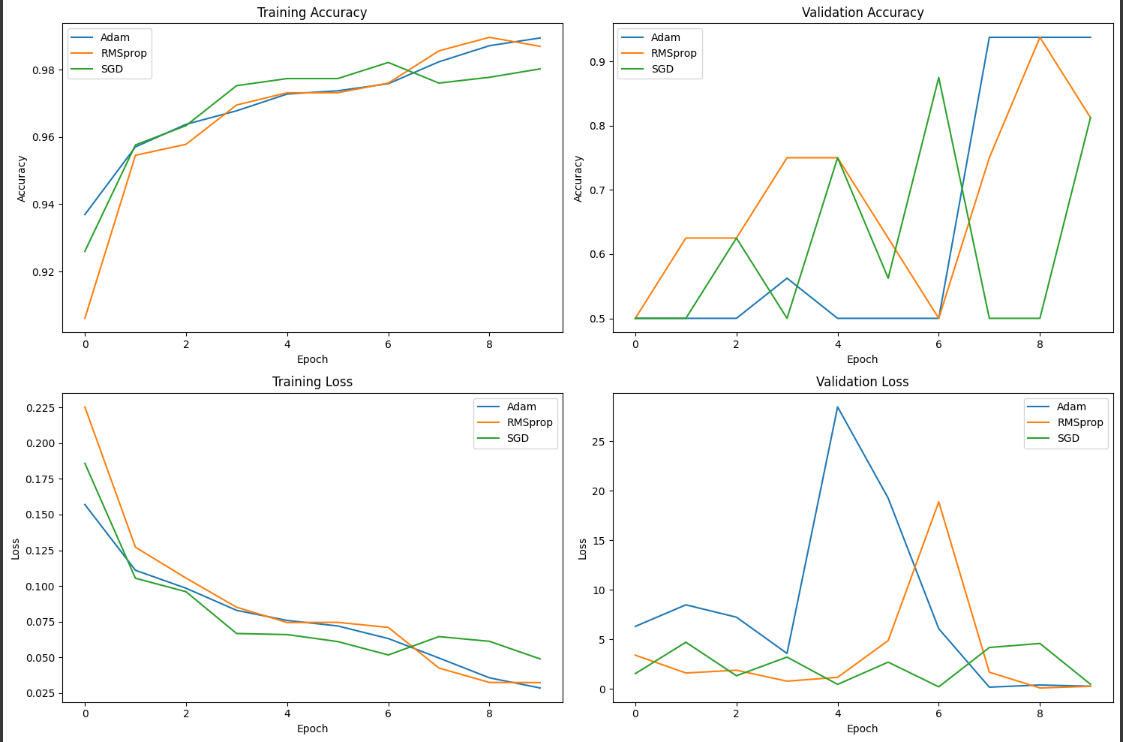 Training Accuracy
Adam
RMSprop
SGD
0.98
0.96
0.94
0.92
Accuracy
0 2 4 6 8
Epoch
Validation Accuracy
Adam
RMSprop
SGD
0.9
0.8
0.7
0.6
0.5
Accuracy
0 2 4 6 8
Epoch
Training Loss
Adam
RMSprop
SGD
0.225
0.200
0.175
0.150
0.125
0.100
0.075
0.050
0.025
Loss
0 2 4 6 8
Epoch
Validation Loss
Adam
RMSprop
SGD
25
20
15
10
5
0
Loss
0 2 4 6 8
Epoch